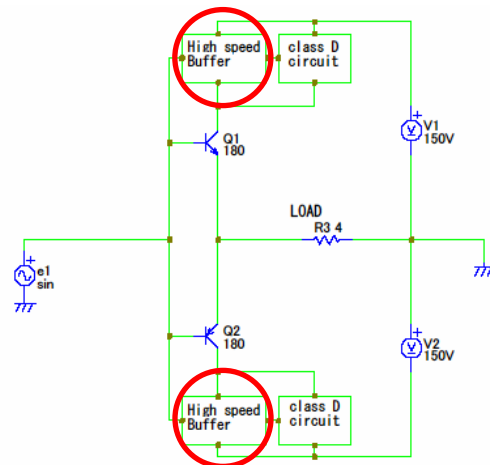 High speed
Buffer
class D
circuit
Q1
180
V1
150V
LOAD
R3 4
e1
sin
Q2
180
V2
150V
High speed
Buffer
class D
circuit